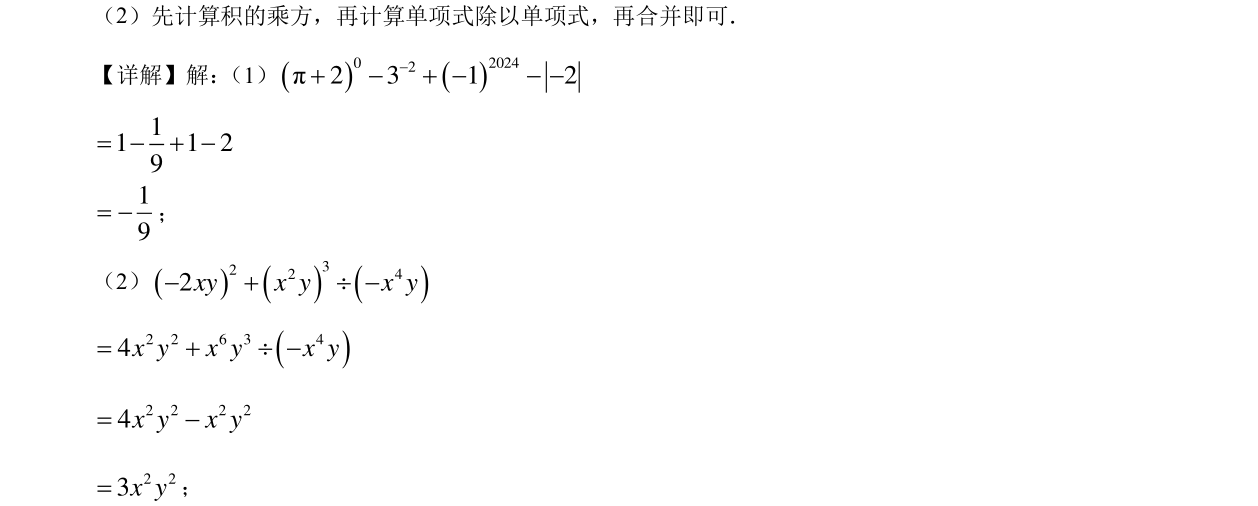 （2）先计算积的乘方，再计算单项式除以单项式，再合并即可．
【详解】解：（1）(π+2)⁰−3⁻²+(−1)²⁰²⁴−|−2|
=1−1/9+1−2
=−1/9；
（2）(−2xy)²+(x²y)³÷(−x⁴y)
=4x²y²+x⁶y³÷(−x⁴y)
=4x²y²−x²y²
=3x²y²；